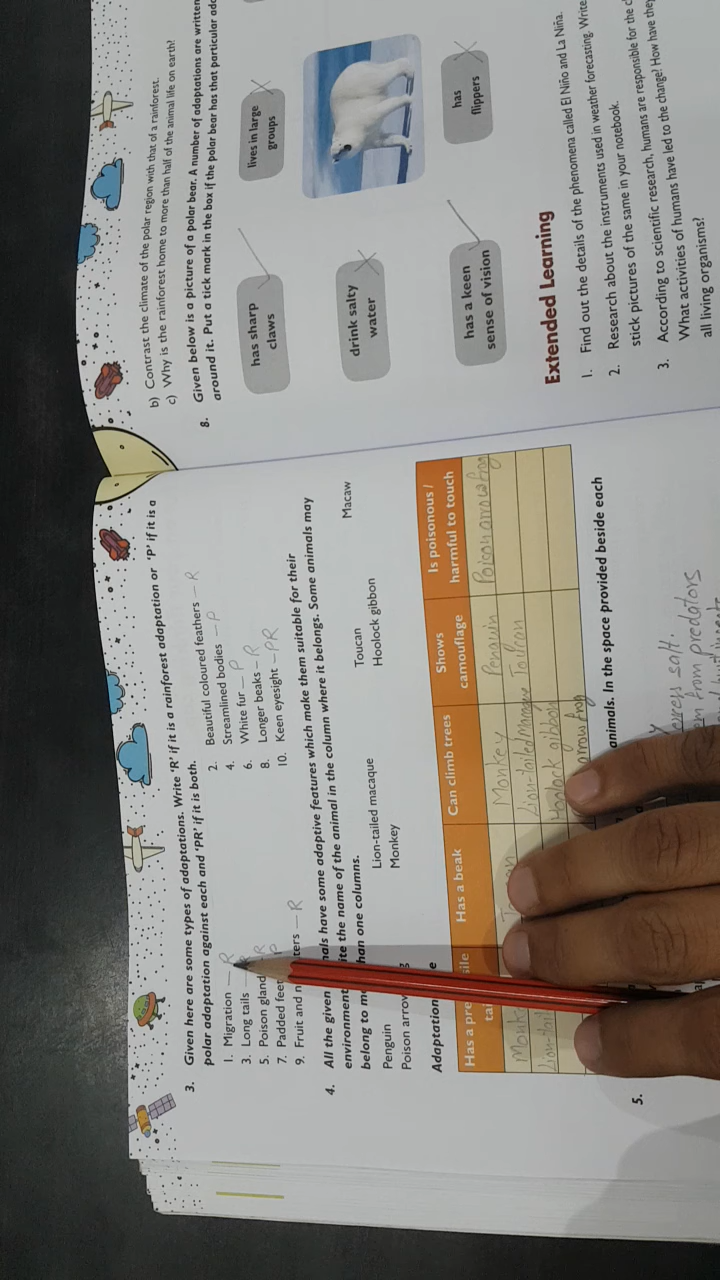 3. Given here are some types of adaptations. Write 'R' if it is a rainforest adaptation or 'P' if it is a
polar adaptation against each and 'PR' if it is both.
1. Migration R
2. Beautiful coloured feathers – R
3. Long tails
4. Streamlined bodies – P
5. Poison gland R
6. White fur – P
7. Padded feet P
8. Longer beaks – R
9. Fruit and n ters – R
10. Keen eyesight – PR
4. All the given have some adaptive features which make them suitable for their
environment. the name of the animal in the column where it belongs. Some animals may
belong to than one columns.
Penguin Lion-tailed macaque Toucan Macaw
Poison arrow Monkey Hoolock gibbon
Adaptation
Has a tail Has a beak Can climb trees Shows camouflage Is poisonous / harmful to touch
Monkey Penguin Poison arrow frog
Lion-tailed Macaque Toucan
Hoolock gibbon
arrow frog
5. animals. In the space provided beside each
salt.
from predators
b) Contrast the climate of the polar region with that of a rainforest.
c) Why is the rainforest home to more than half of the animal life on earth?
8. Given below is a picture of a polar bear. A number of adaptations are written
around it. Put a tick mark in the box if the polar bear has that particular
has sharp
claws
lives in large
groups
drink salty
water
has a keen
sense of vision
has
flippers
Extended Learning
1. Find out the details of the phenomena called El Niño and La Niña.
2. Research about the instruments used in weather forecasting. Write
stick pictures of the same in your notebook.
3. According to scientific research, humans are responsible for the
What activities of humans have led to the change? How have they
all living organisms?